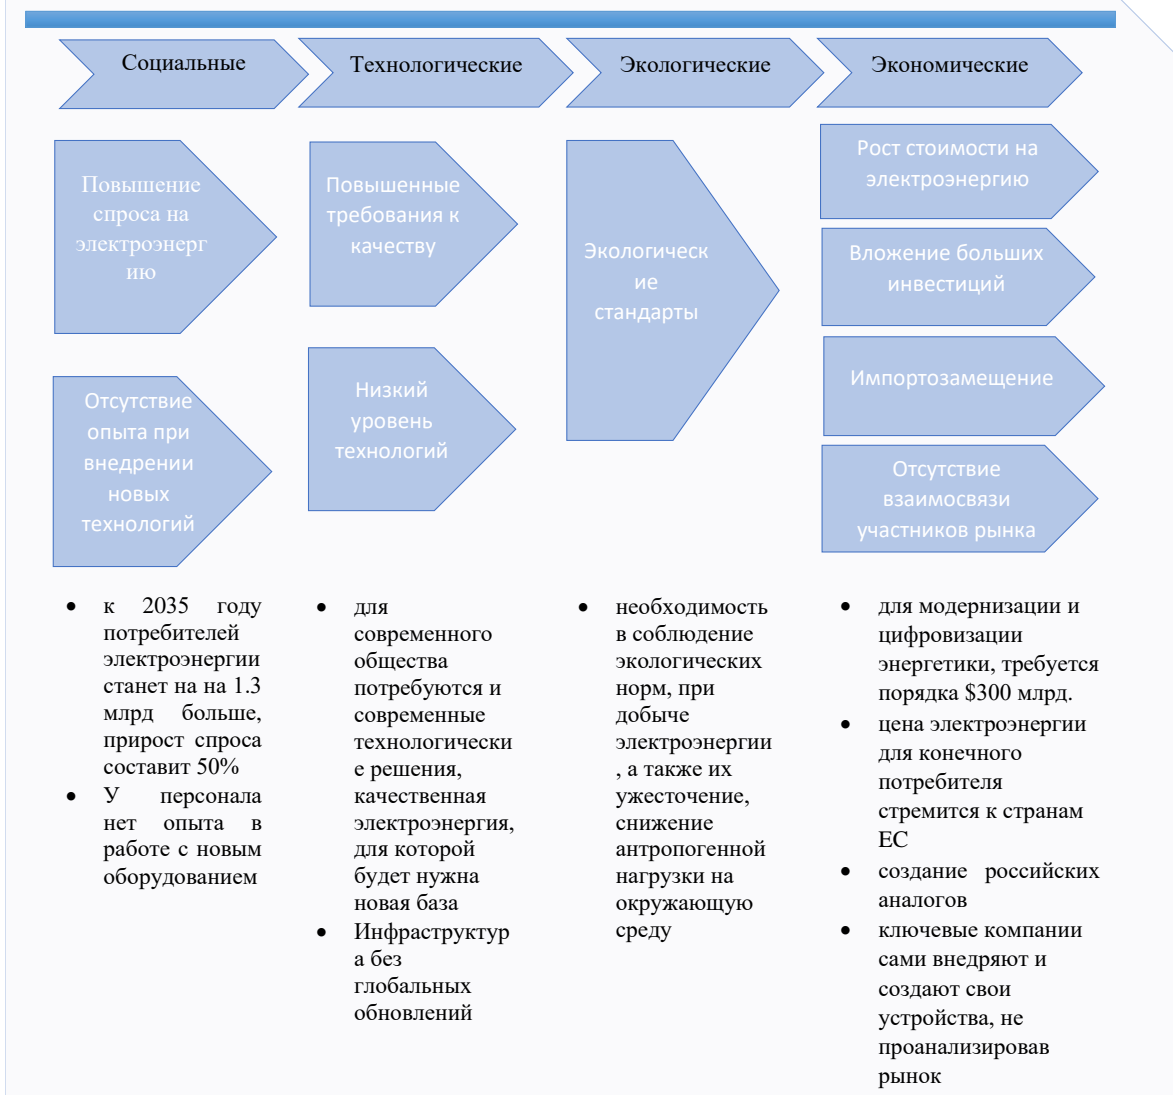 Социальные
Технологические
Экологические
Экономические
Повышение
спроса на
электроэнерг
ию
Отсутствие
опыта при
внедрении
новых
технологий
Повышенные
требования к
качеству
Низкий
уровень
технологий
Экологическ
ие
стандарты
Рост стоимости на
электроэнергию
Вложение больших
инвестиций
Импортозамещение
Отсутствие
взаимосвязи
участников рынка
• к 2035 году
потребителей
электроэнергии
станет на на 1.3
млрд больше,
прирост спроса
составит 50%
• У персонала
нет опыта в
работе с новым
оборудованием
• для
современного
общества
потребуются и
современные
технологически
е решения,
качественная
электроэнергия,
для которой
будет нужна
новая база
• Инфраструктур
а без
глобальных
обновлений
• необходимость
в соблюдение
экологических
норм, при
добыче
электроэнергии
, а также их
ужесточение,
снижение
антропогенной
нагрузки на
окружающую
среду
• для модернизации и
цифровизации
энергетики, требуется
порядка $300 млрд.
• цена электроэнергии
для конечного
потребителя
стремится к странам
ЕС
• создание российских
аналогов
• ключевые компании
сами внедряют и
создают свои
устройства, не
проанализировав
рынок